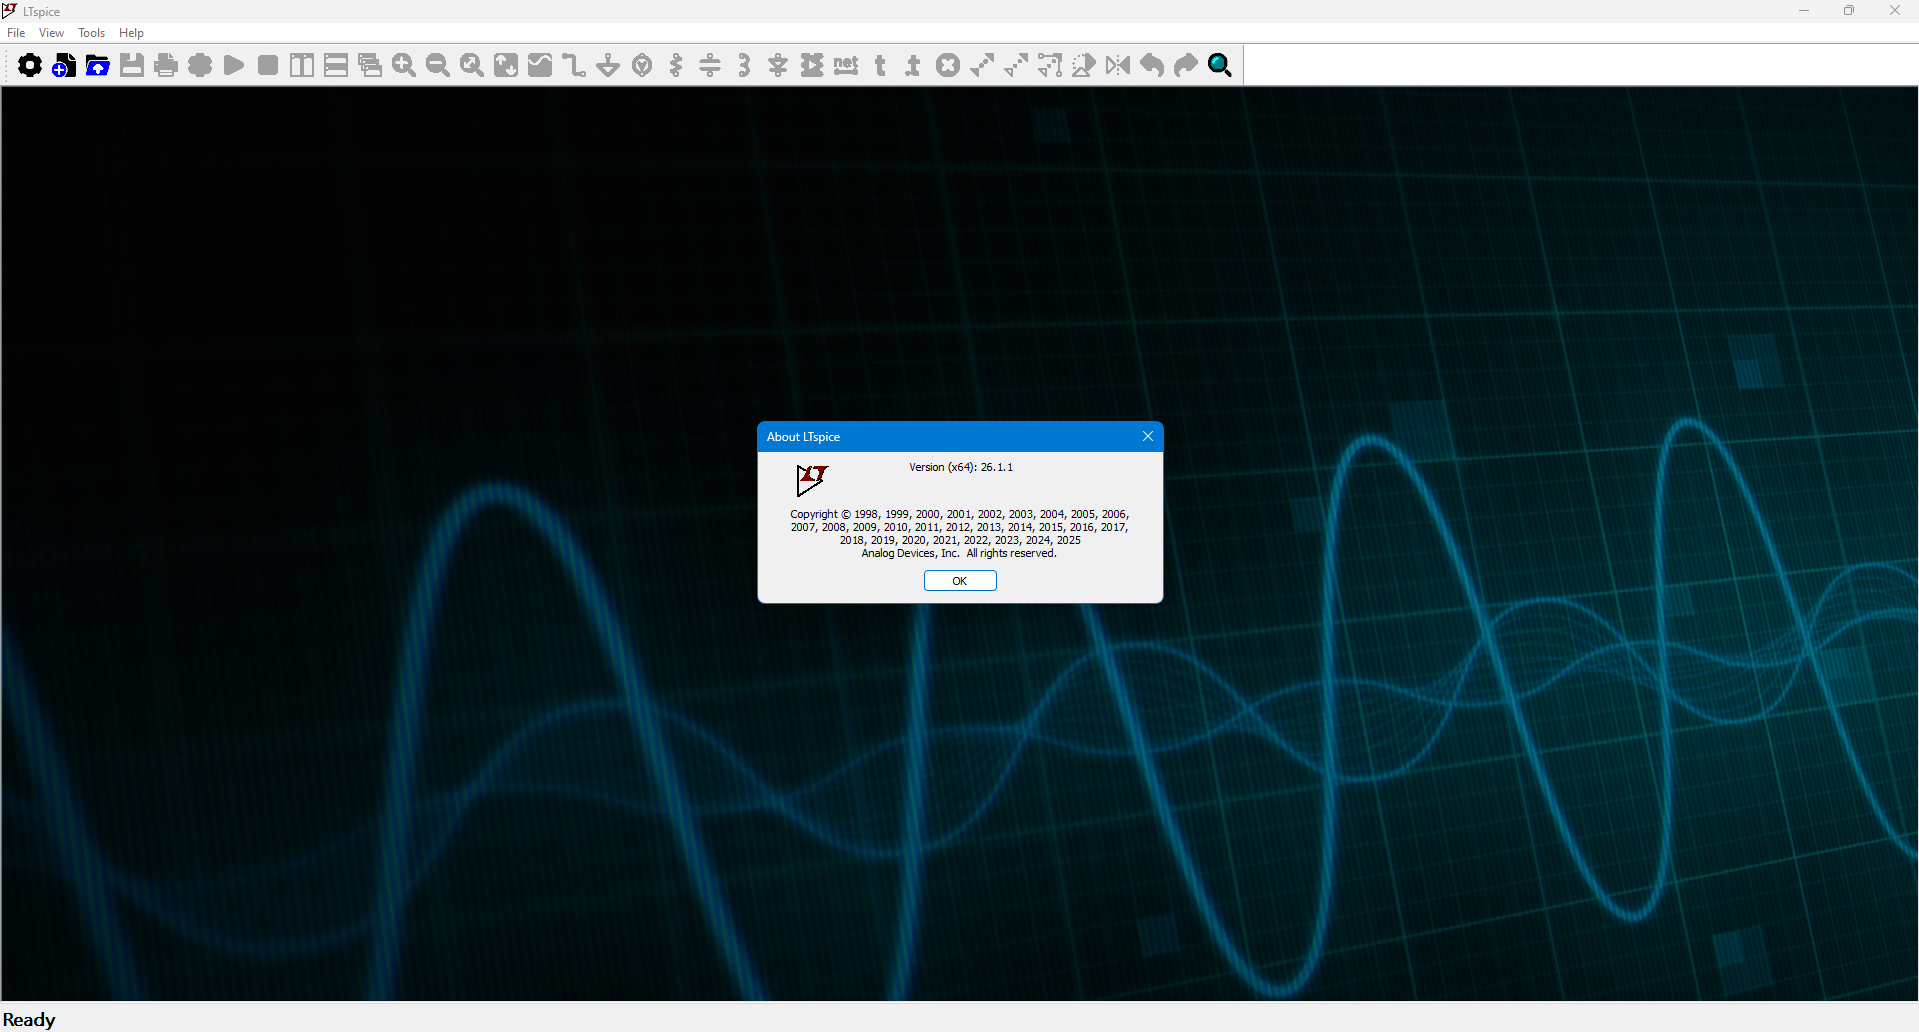 LTspice
File View Tools Help
net
t t
About LTspice
LT
Version (x64): 26.1.1
Copyright © 1998, 1999, 2000, 2001, 2002, 2003, 2004, 2005, 2006,
2007, 2008, 2009, 2010, 2011, 2012, 2013, 2014, 2015, 2016, 2017,
2018, 2019, 2020, 2021, 2022, 2023, 2024, 2025
Analog Devices, Inc. All rights reserved.
OK
Ready